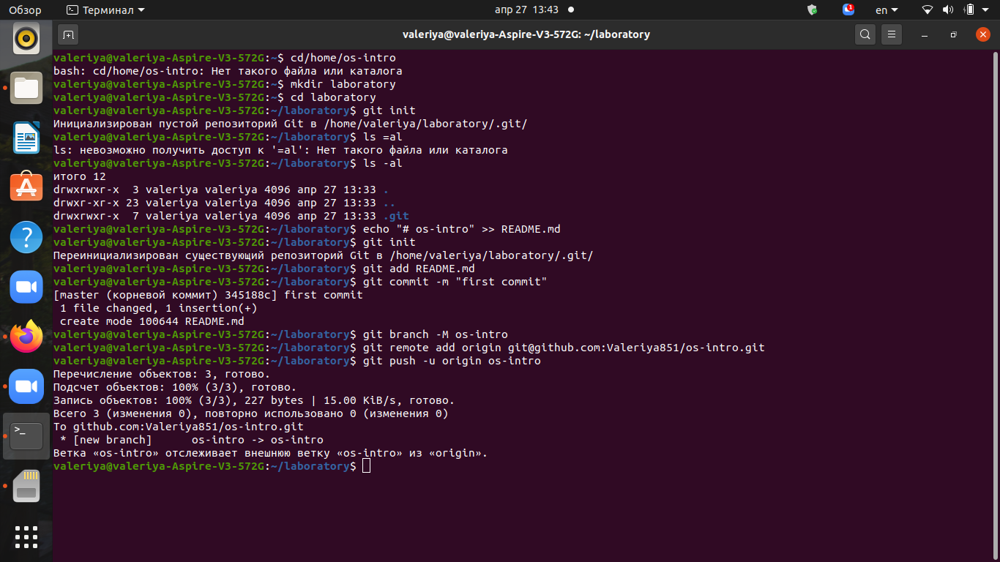 Обзор Терминал апр 27 13:43 en
valeriya@valeriya-Aspire-V3-572G: ~/laboratory
valeriya@valeriya-Aspire-V3-572G:~$ cd/home/os-intro
bash: cd/home/os-intro: Нет такого файла или каталога
valeriya@valeriya-Aspire-V3-572G:~$ mkdir laboratory
valeriya@valeriya-Aspire-V3-572G:~$ cd laboratory
valeriya@valeriya-Aspire-V3-572G:~/laboratory$ git init
Инициализирован пустой репозиторий Git в /home/valeriya/laboratory/.git/
valeriya@valeriya-Aspire-V3-572G:~/laboratory$ ls =al
ls: невозможно получить доступ к '=al': Нет такого файла или каталога
valeriya@valeriya-Aspire-V3-572G:~/laboratory$ ls -al
итого 12
drwxrwxr-x  3 valeriya valeriya 4096 апр 27 13:33 .
drwxr-xr-x 23 valeriya valeriya 4096 апр 27 13:33 ..
drwxrwxr-x  7 valeriya valeriya 4096 апр 27 13:33 .git
valeriya@valeriya-Aspire-V3-572G:~/laboratory$ echo "# os-intro" >> README.md
valeriya@valeriya-Aspire-V3-572G:~/laboratory$ git init
Переинициализирован существующий репозиторий Git в /home/valeriya/laboratory/.git/
valeriya@valeriya-Aspire-V3-572G:~/laboratory$ git add README.md
valeriya@valeriya-Aspire-V3-572G:~/laboratory$ git commit -m "first commit"
[master (корневой коммит) 345188c] first commit
 1 file changed, 1 insertion(+)
 create mode 100644 README.md
valeriya@valeriya-Aspire-V3-572G:~/laboratory$ git branch -M os-intro
valeriya@valeriya-Aspire-V3-572G:~/laboratory$ git remote add origin git@github.com:Valeriya851/os-intro.git
valeriya@valeriya-Aspire-V3-572G:~/laboratory$ git push -u origin os-intro
Перечисление объектов: 3, готово.
Подсчет объектов: 100% (3/3), готово.
Запись объектов: 100% (3/3), 227 bytes | 15.00 KiB/s, готово.
Всего 3 (изменения 0), повторно использовано 0 (изменения 0)
To github.com:Valeriya851/os-intro.git
 * [new branch]      os-intro -> os-intro
Ветка «os-intro» отслеживает внешнюю ветку «os-intro» из «origin».
valeriya@valeriya-Aspire-V3-572G:~/laboratory$